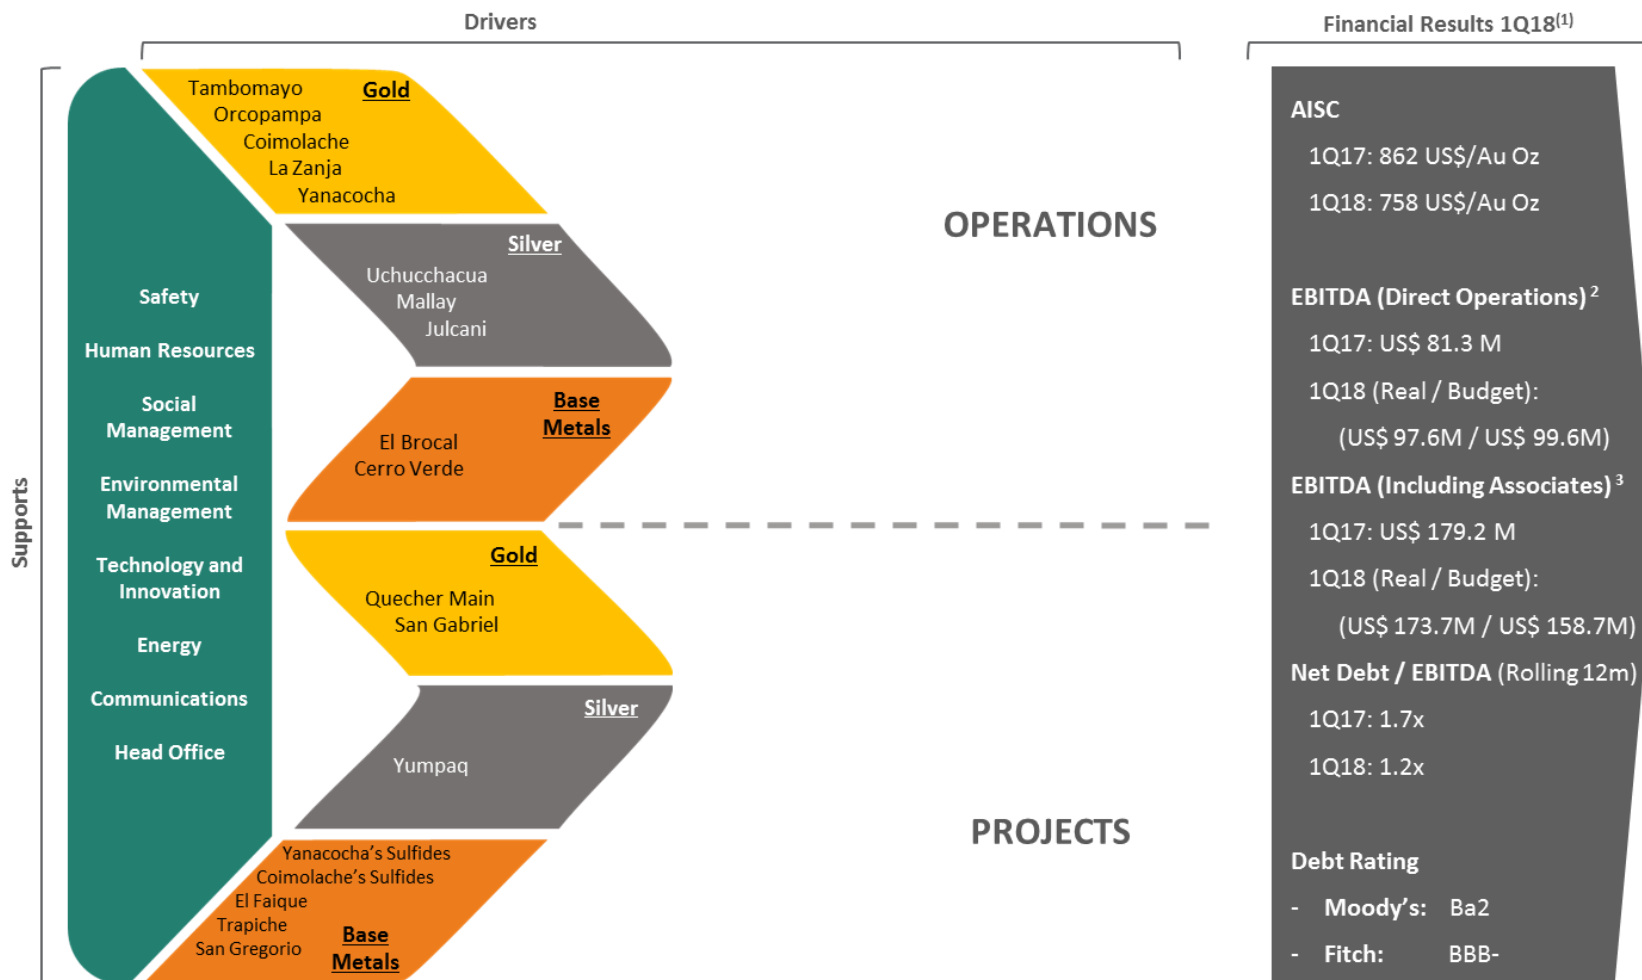 Drivers
Financial Results 1Q18(1)
Supports
Safety
Human Resources
Social
Management
Environmental
Management
Technology and
Innovation
Energy
Communications
Head Office
Gold
Tambomayo
Orcopampa
Coimolache
La Zanja
Yanacocha
Silver
Uchucchacua
Mallay
Julcani
Base
Metals
El Brocal
Cerro Verde
OPERATIONS
Gold
Quecher Main
San Gabriel
Silver
Yumpaq
Yanacocha's Sulfides
Coimolache's Sulfides
El Faique
Trapiche
San Gregorio
Base
Metals
PROJECTS
AISC
1Q17: 862 US$/Au Oz
1Q18: 758 US$/Au Oz
EBITDA (Direct Operations) 2
1Q17: US$ 81.3 M
1Q18 (Real / Budget):
(US$ 97.6M / US$ 99.6M)
EBITDA (Including Associates) 3
1Q17: US$ 179.2 M
1Q18 (Real / Budget):
(US$ 173.7M / US$ 158.7M)
Net Debt / EBITDA (Rolling 12m)
1Q17: 1.7x
1Q18: 1.2x
Debt Rating
- Moody's: Ba2
- Fitch: BBB-